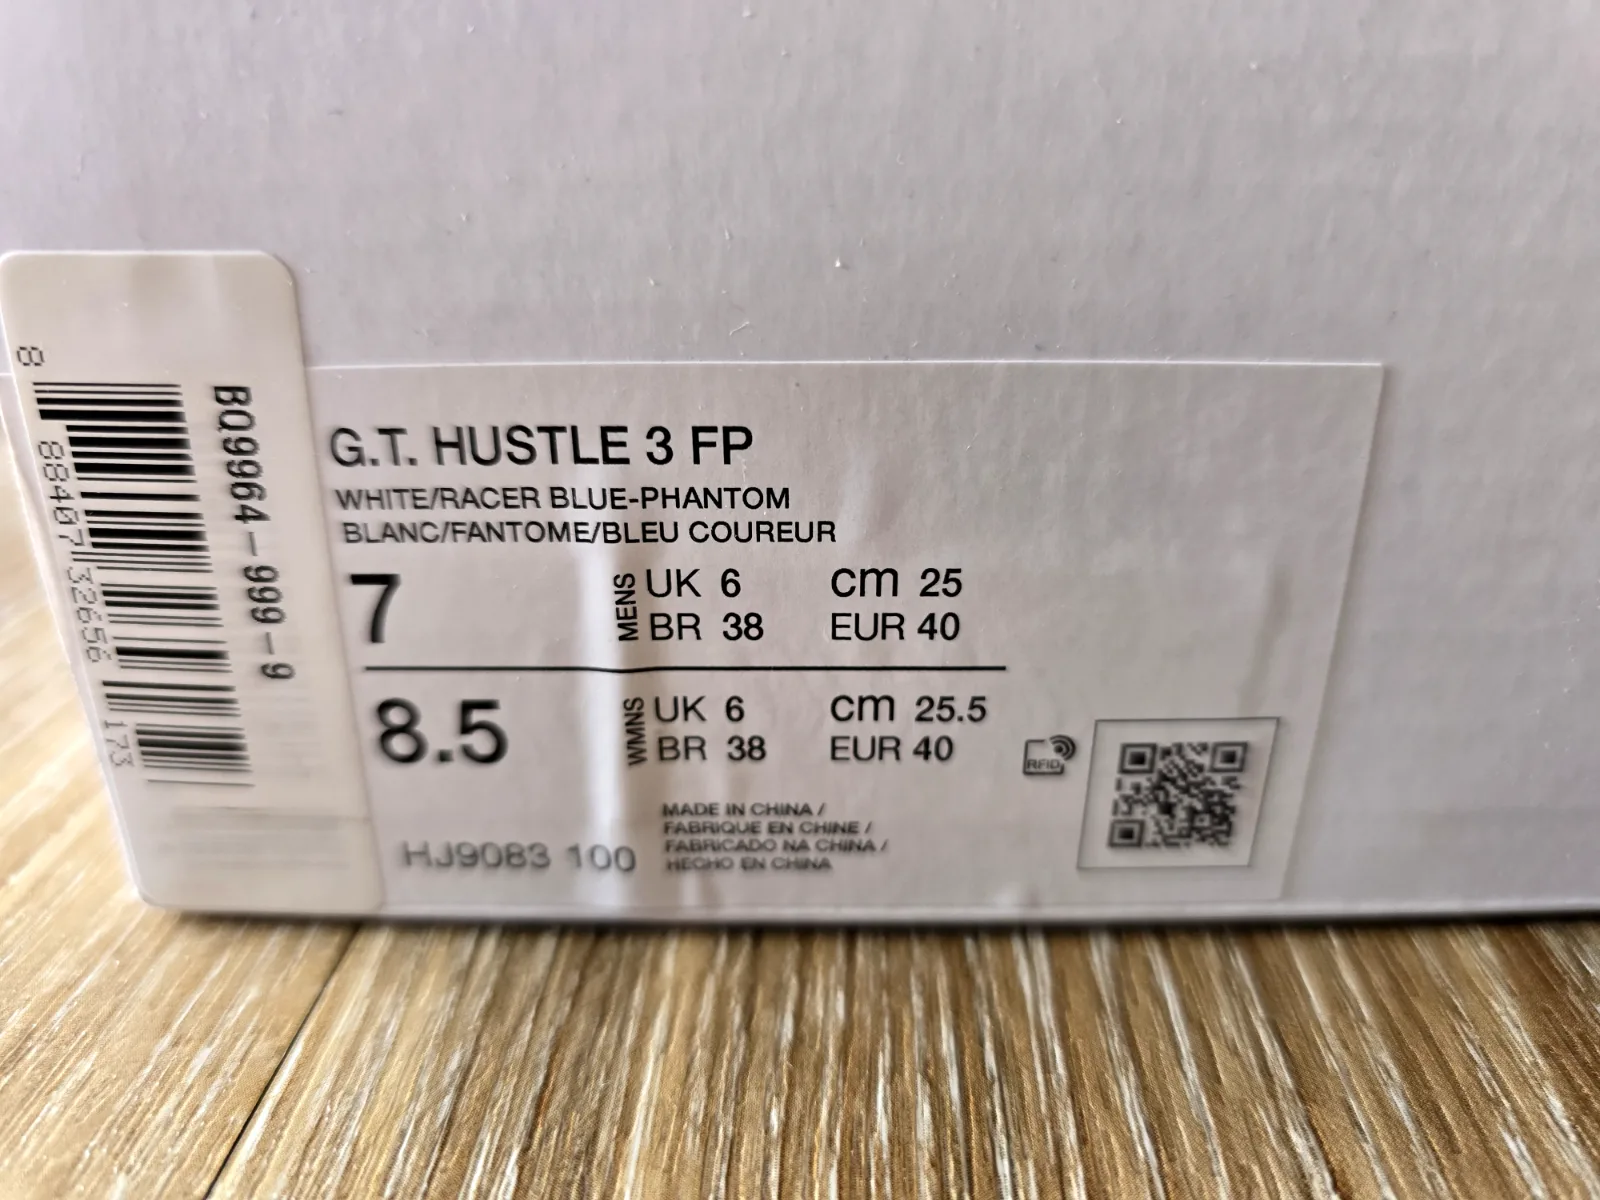 8
884073265617 3
BQ9964-999-9
G.T. HUSTLE 3 FP
WHITE/RACER BLUE-PHANTOM
BLANC/FANTOME/BLEU COUREUR
7 MENS UK 6 cm 25
BR 38 EUR 40
8.5 WMNS UK 6 cm 25.5
BR 38 EUR 40
RFID
HJ9083 100
MADE IN CHINA /
FABRIQUE EN CHINE /
FABRICADO NA CHINA /
HECHO EN CHINA